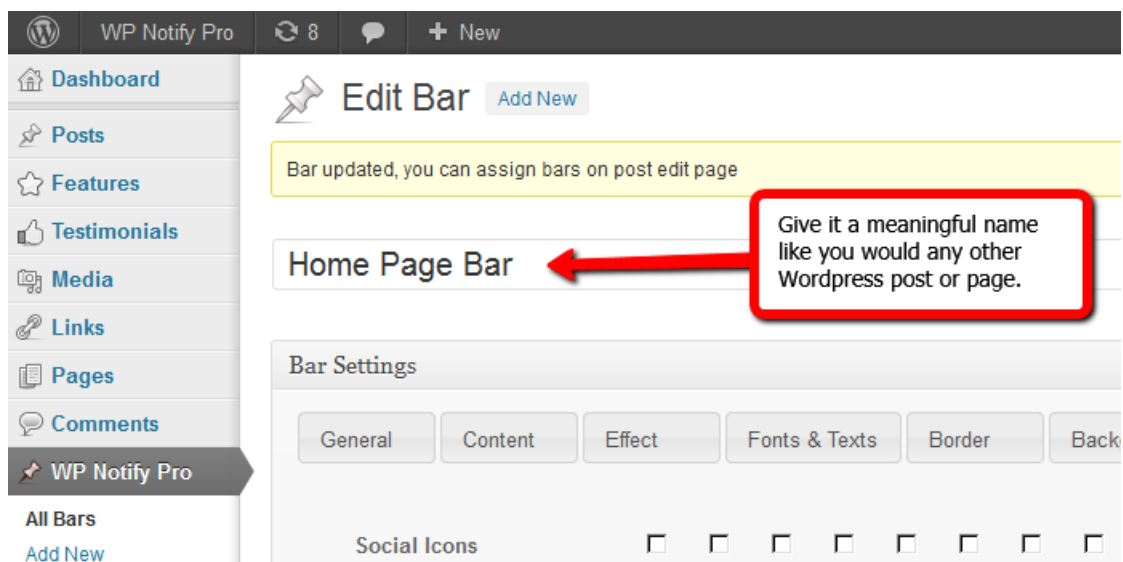 WP Notify Pro 8 + New
Dashboard
Edit Bar Add New
Posts
Bar updated, you can assign bars on post edit page
Features
Testimonials
Give it a meaningful name
like you would any other
Wordpress post or page.
Home Page Bar
Media
Links
Bar Settings
Pages
Comments
General Content Effect Fonts & Texts Border
WP Notify Pro
All Bars
Social Icons
Add New